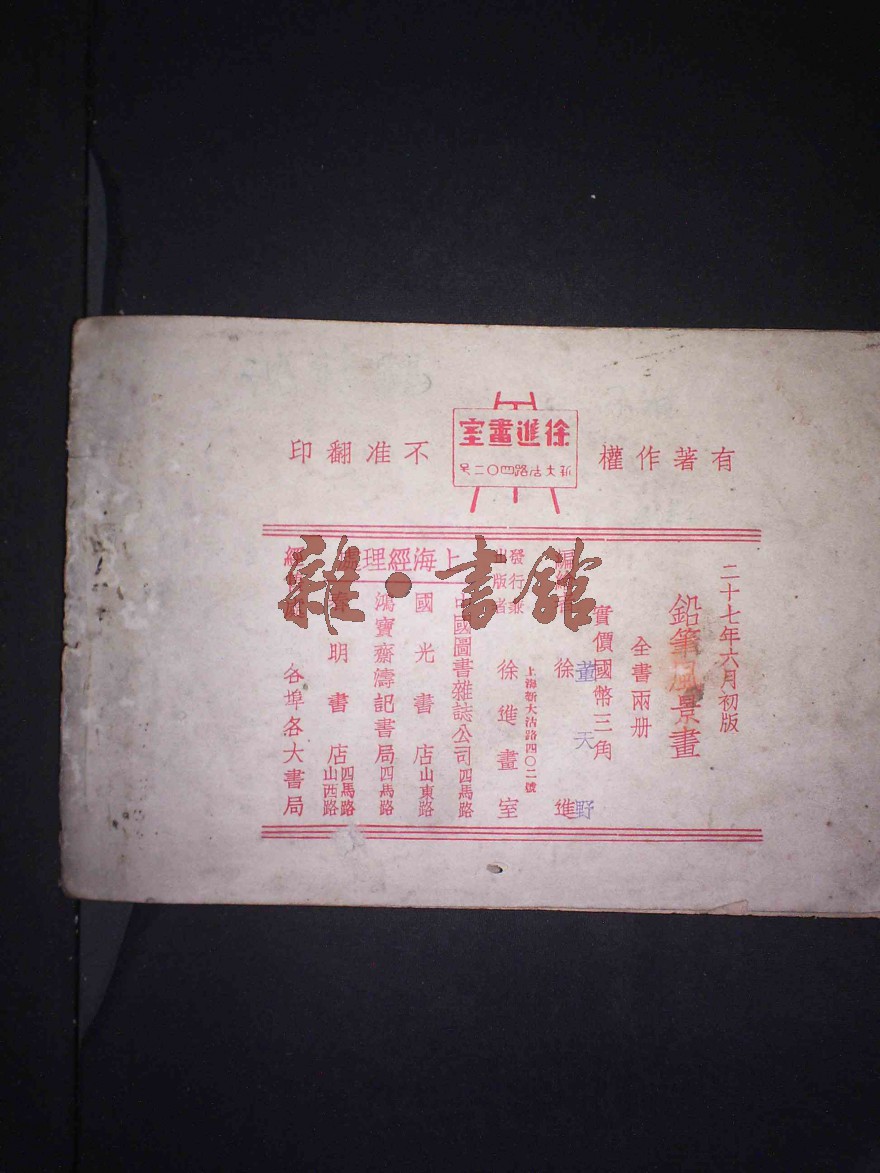 有著作權
徐進畫室
新大沽路四〇二号
不准翻印
二十七年六月初版
鉛筆風景畫
全書兩册
實價國幣三角
徐進
董天野
發行兼
出版者
上海新大沽路四〇二號
徐進畫室
上海經理處
中國圖書雜誌公司 四馬路
國光書店 山東路
鴻寶齋濤記書局 四馬路
明書店 四馬路
山西路
各埠各大書局
雜·書館